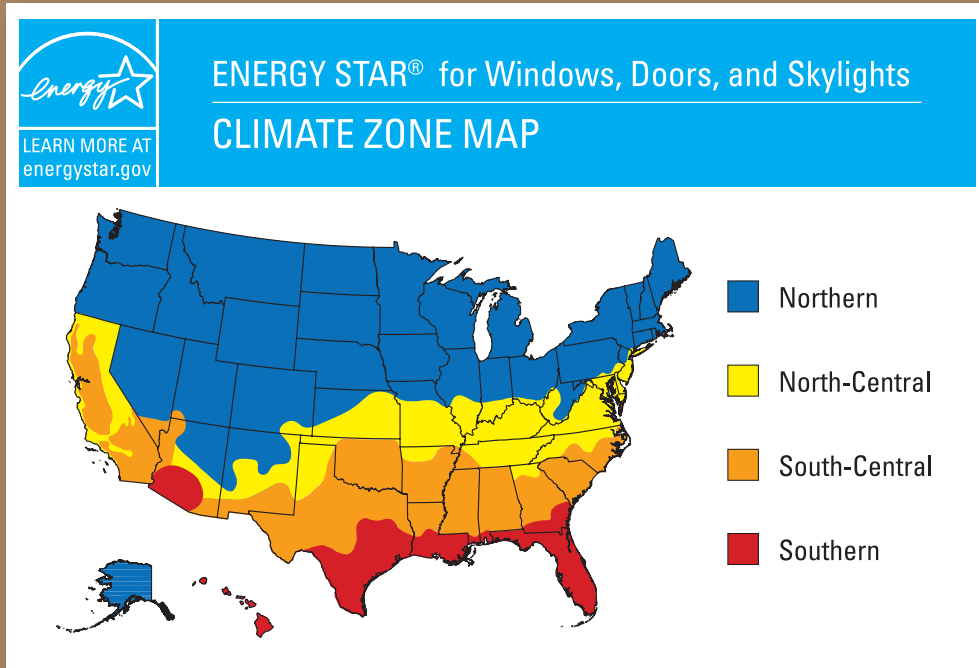 energy
LEARN MORE AT
energystar.gov
ENERGY STAR® for Windows, Doors, and Skylights
CLIMATE ZONE MAP
Northern
North-Central
South-Central
Southern